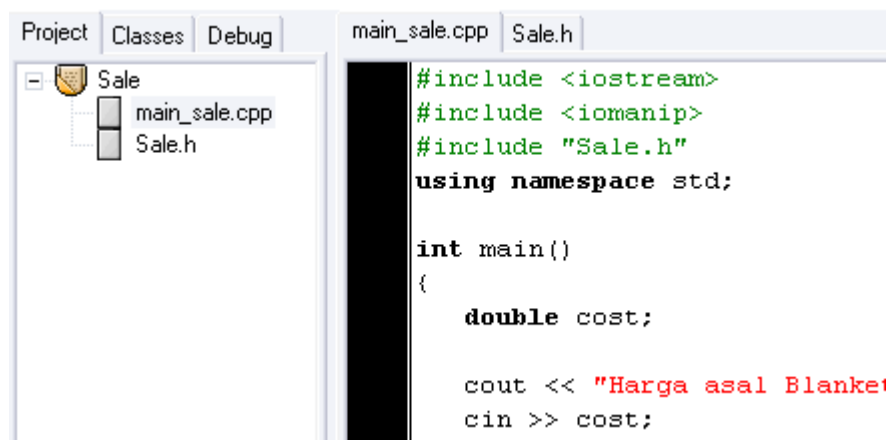 Project Classes Debug
Sale
main_sale.cpp
Sale.h
main_sale.cpp Sale.h
#include <iostream>
#include <iomanip>
#include "Sale.h"
using namespace std;
int main()
{
double cost;
cout << "Harga asal Blanket
cin >> cost;